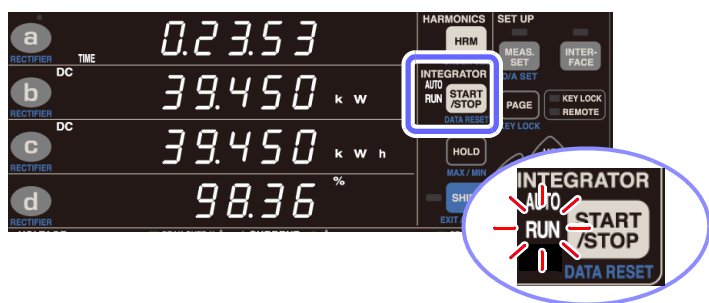 HARMONICS
SET UP
a
RECTIFIER
TIME
0.23.53
HRM
MEAS.
SET
INTER-
FACE
D/A SET
b
RECTIFIER
DC
39.450 k W
INTEGRATOR
AUTO
RUN
START
/STOP
DATA RESET
PAGE
KEY LOCK
KEY LOCK
REMOTE
C
RECTIFIER
DC
39.450 k W h
HOLD
MAX / MIN
d
RECTIFIER
98.36 %
SHI
EXIT
INTEGRATOR
AUTO
RUN
START
/STOP
DATA RESET